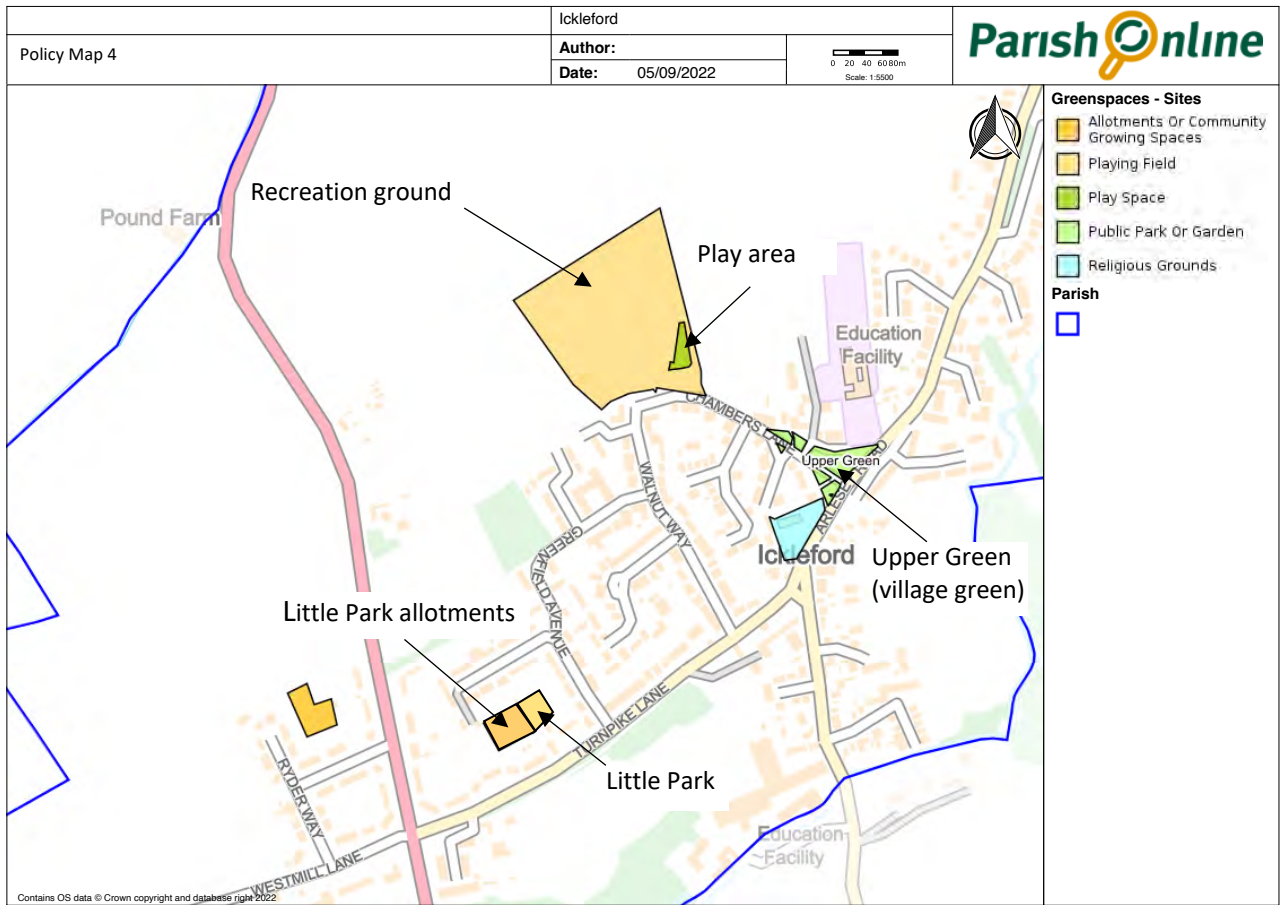 Ickleford
Policy Map 4
Author:
Date: 05/09/2022
0 20 40 60 80m
Scale: 1:5500
Parish Online
Greenspaces - Sites
Allotments Or Community
Growing Spaces
Playing Field
Play Space
Public Park Or Garden
Religious Grounds
Parish
Recreation ground
Pound Farm
Play area
Education
Facility
CHAMBERS LANE
Upper Green
WALNUT WAY
Ickleford
Upper Green
(village green)
GREENFIELD AVENUE
Little Park allotments
TURNPIKE LANE
Little Park
RYDER WAY
Education
Facility
WESTMILL LANE
Contains OS data © Crown copyright and database right 2022